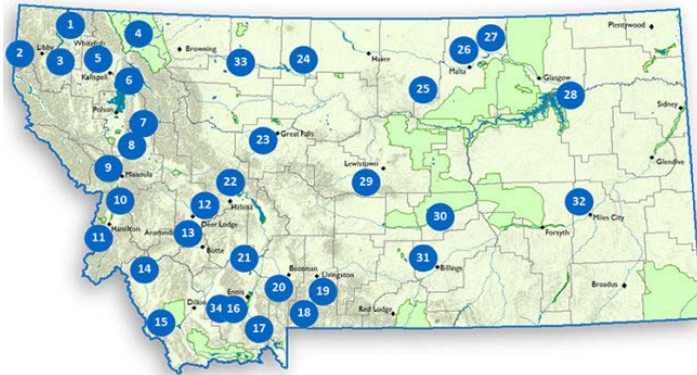 1
Plentywood
4
2
Libby
Whitefish
3
5
Browning
33
24
Havre
26
27
Malta
Kalispell
6
25
Glasgow
28
Polson
7
Sidney
8
23
Great Falls
9
Missoula
Lewistown
29
Glendive
22
10
12
Helena
32
Miles City
11
Hamilton
Deer Lodge
30
Anaconda
13
Butte
Forsyth
21
31
Billings
14
Bozeman
Livingston
20
19
Broadus
Ennis
Dillon
34
16
18
Red Lodge
15
17